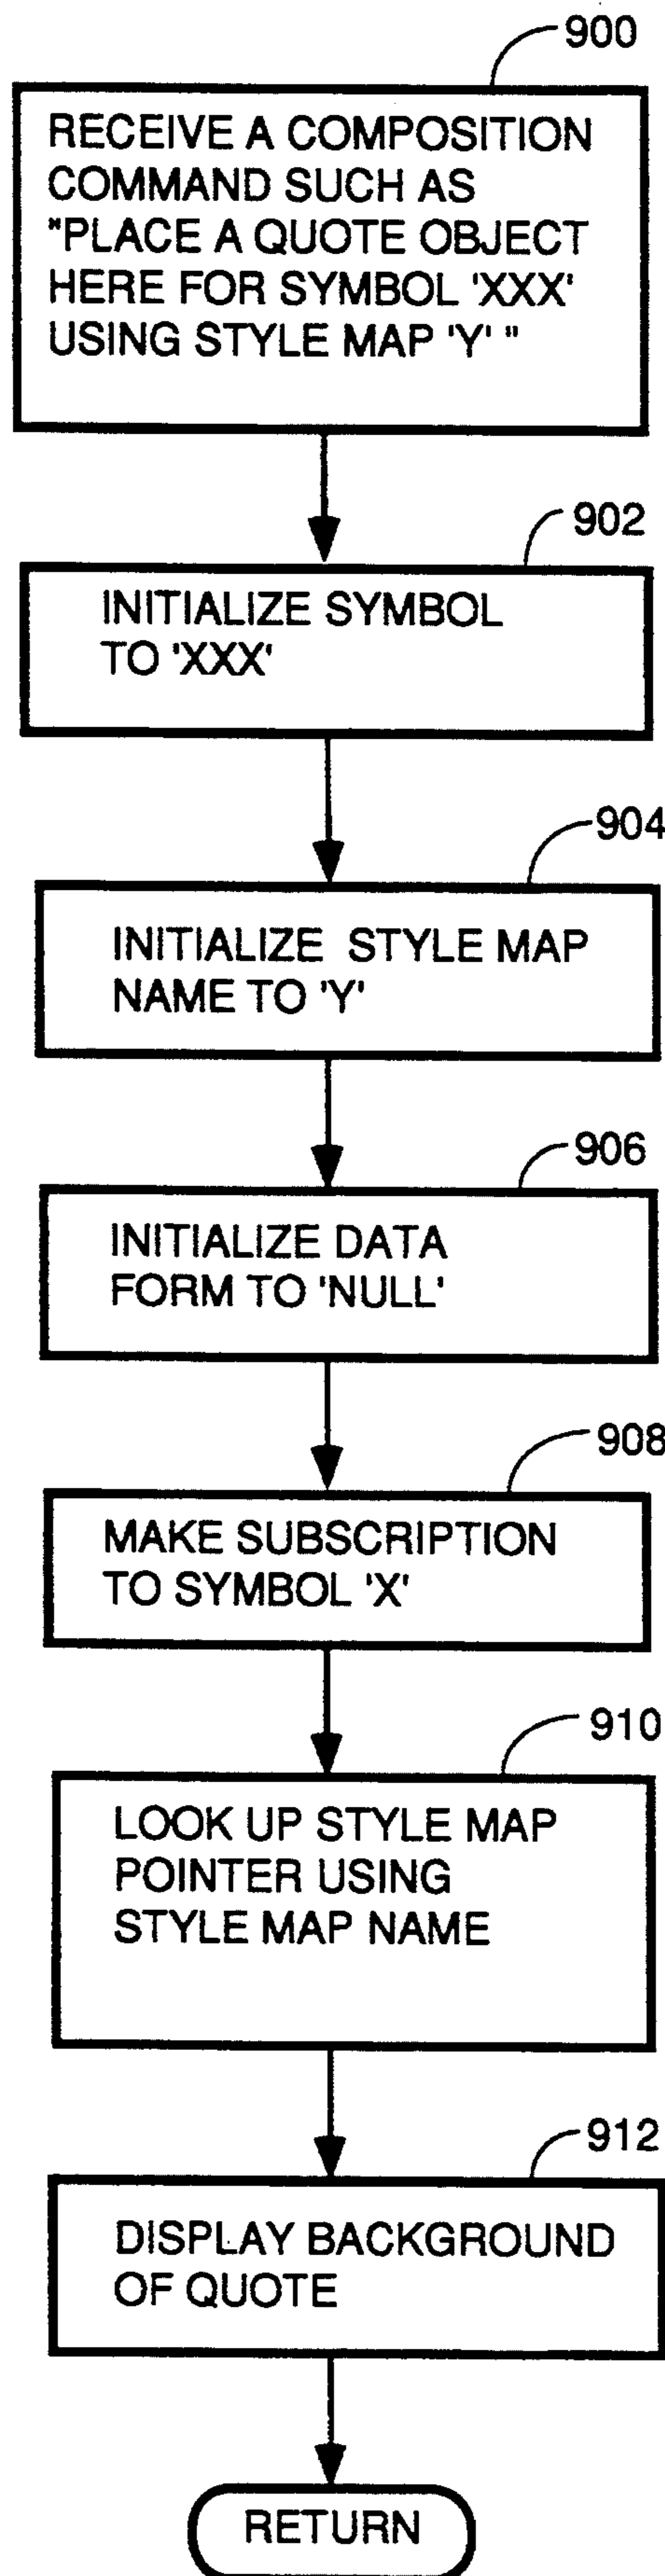 900
RECEIVE A COMPOSITION
COMMAND SUCH AS
"PLACE A QUOTE OBJECT
HERE FOR SYMBOL 'XXX'
USING STYLE MAP 'Y' "
902
INITIALIZE SYMBOL
TO 'XXX'
904
INITIALIZE STYLE MAP
NAME TO 'Y'
906
INITIALIZE DATA
FORM TO 'NULL'
908
MAKE SUBSCRIPTION
TO SYMBOL 'X'
910
LOOK UP STYLE MAP
POINTER USING
STYLE MAP NAME
912
DISPLAY BACKGROUND
OF QUOTE
RETURN